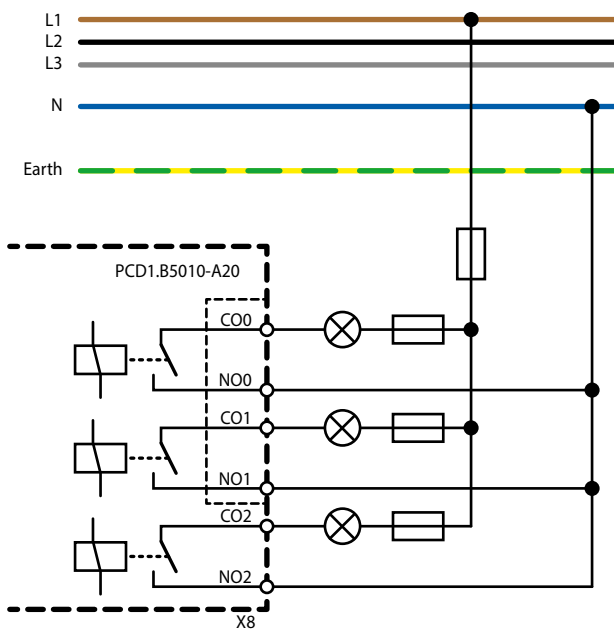 L1
L2
L3
N
Earth
PCD1.B5010-A20
CO0
NO0
CO1
NO1
CO2
NO2
X8